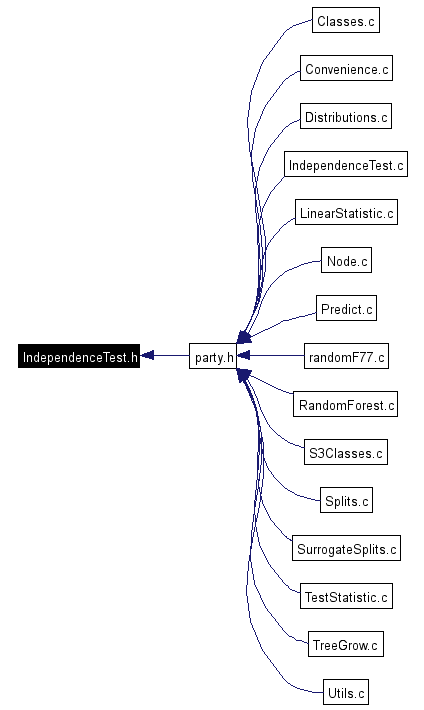 Classes.c
Convenience.c
Distributions.c
IndependenceTest.c
LinearStatistic.c
Node.c
Predict.c
IndependenceTest.h
party.h
randomF77.c
RandomForest.c
S3Classes.c
Splits.c
SurrogateSplits.c
TestStatistic.c
TreeGrow.c
Utils.c